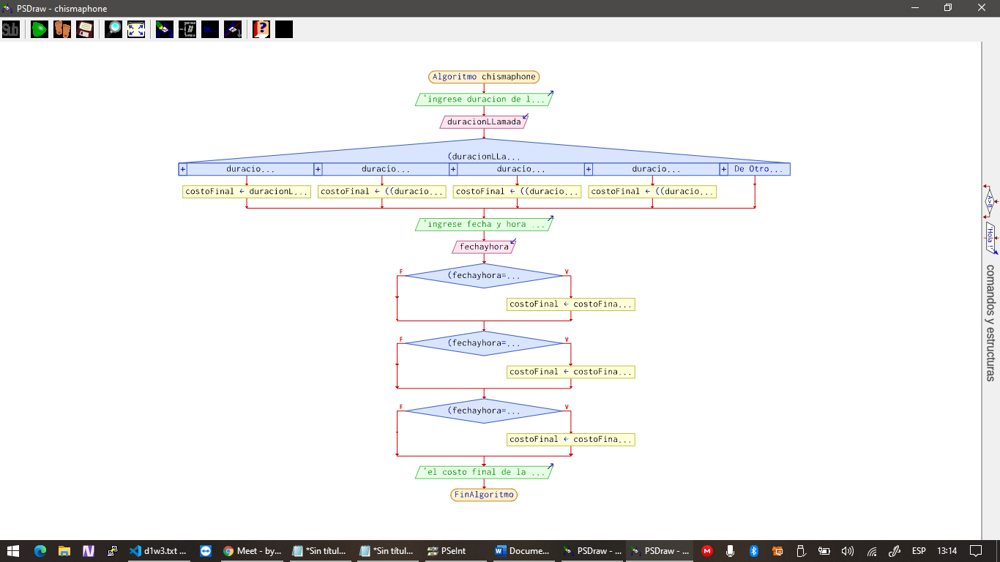 PSDraw - chismaphone
Sub
Algoritmo chismaphone
'ingrese duracion de l...
duracionLLamada
(duracionLLa...
+ duracio... + duracio... + duracio... + duracio... + De Otro...
costoFinal ← duracionL... costoFinal ← ((duracio... costoFinal ← ((duracio... costoFinal ← ((duracio...
'ingrese fecha y hora ...
fechayhora
F (fechayhora=... V
costoFinal ← costoFina...
F (fechayhora=... V
costoFinal ← costoFina...
F (fechayhora=... V
costoFinal ← costoFina...
'el costo final de la ...
FinAlgoritmo
A>B
'Hola !'
comandos y estructuras
d1w3.txt ... Meet - by... *Sin títul... *Sin títul... PSeInt Docume... PSDraw - ... PSDraw - ... ESP 13:14